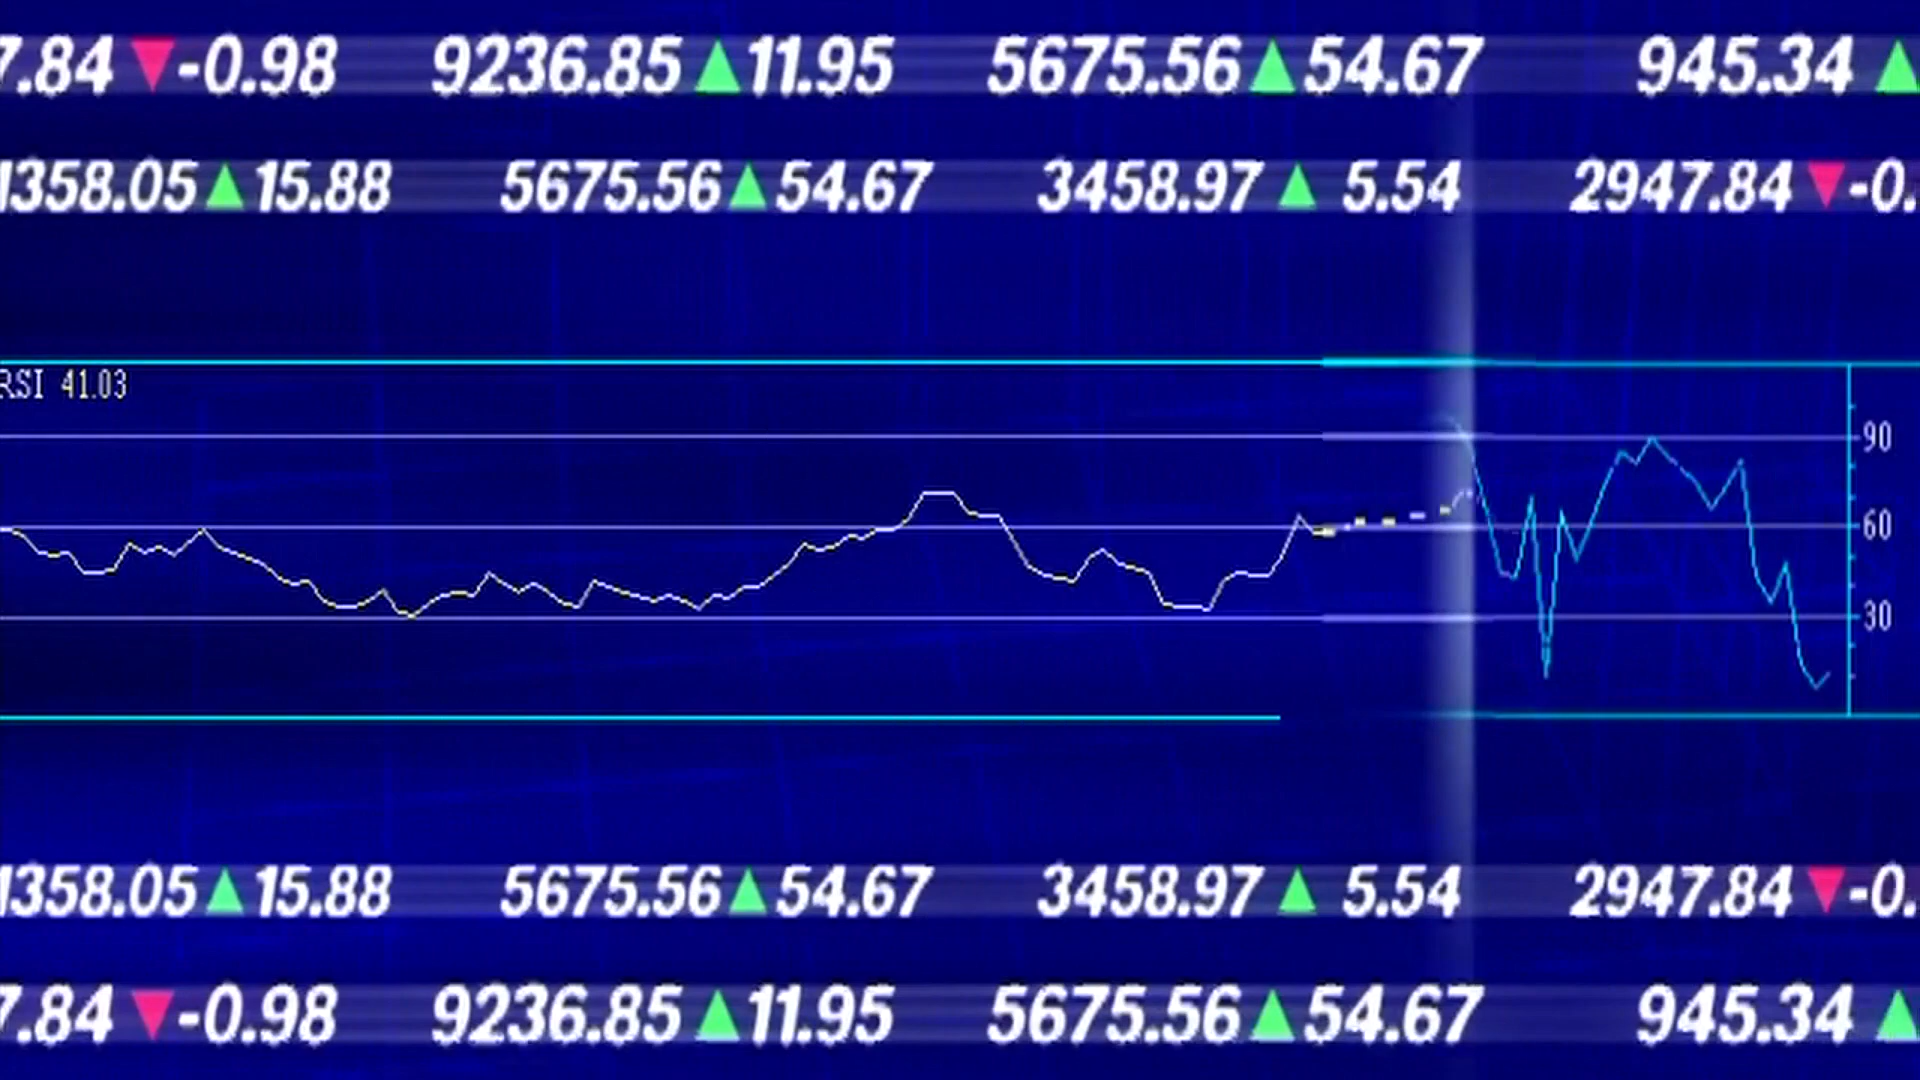 7.84 ▼-0.98 9236.85 ▲11.95 5675.56 ▲54.67 945.34 ▲
1358.05 ▲15.88 5675.56 ▲54.67 3458.97 ▲ 5.54 2947.84 ▼-0.
RSI 41.03
90
60
30
1358.05 ▲15.88 5675.56 ▲54.67 3458.97 ▲ 5.54 2947.84 ▼-0.
7.84 ▼-0.98 9236.85 ▲11.95 5675.56 ▲54.67 945.34 ▲